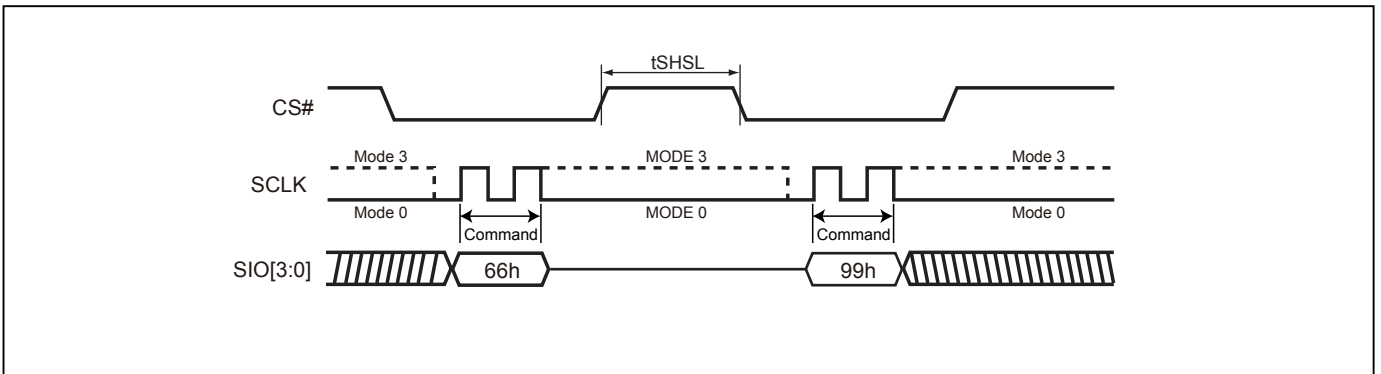 tSHSL
CS#
Mode 3 MODE 3 Mode 3
SCLK
Mode 0 MODE 0 Mode 0
Command Command
SIO[3:0] 66h 99h